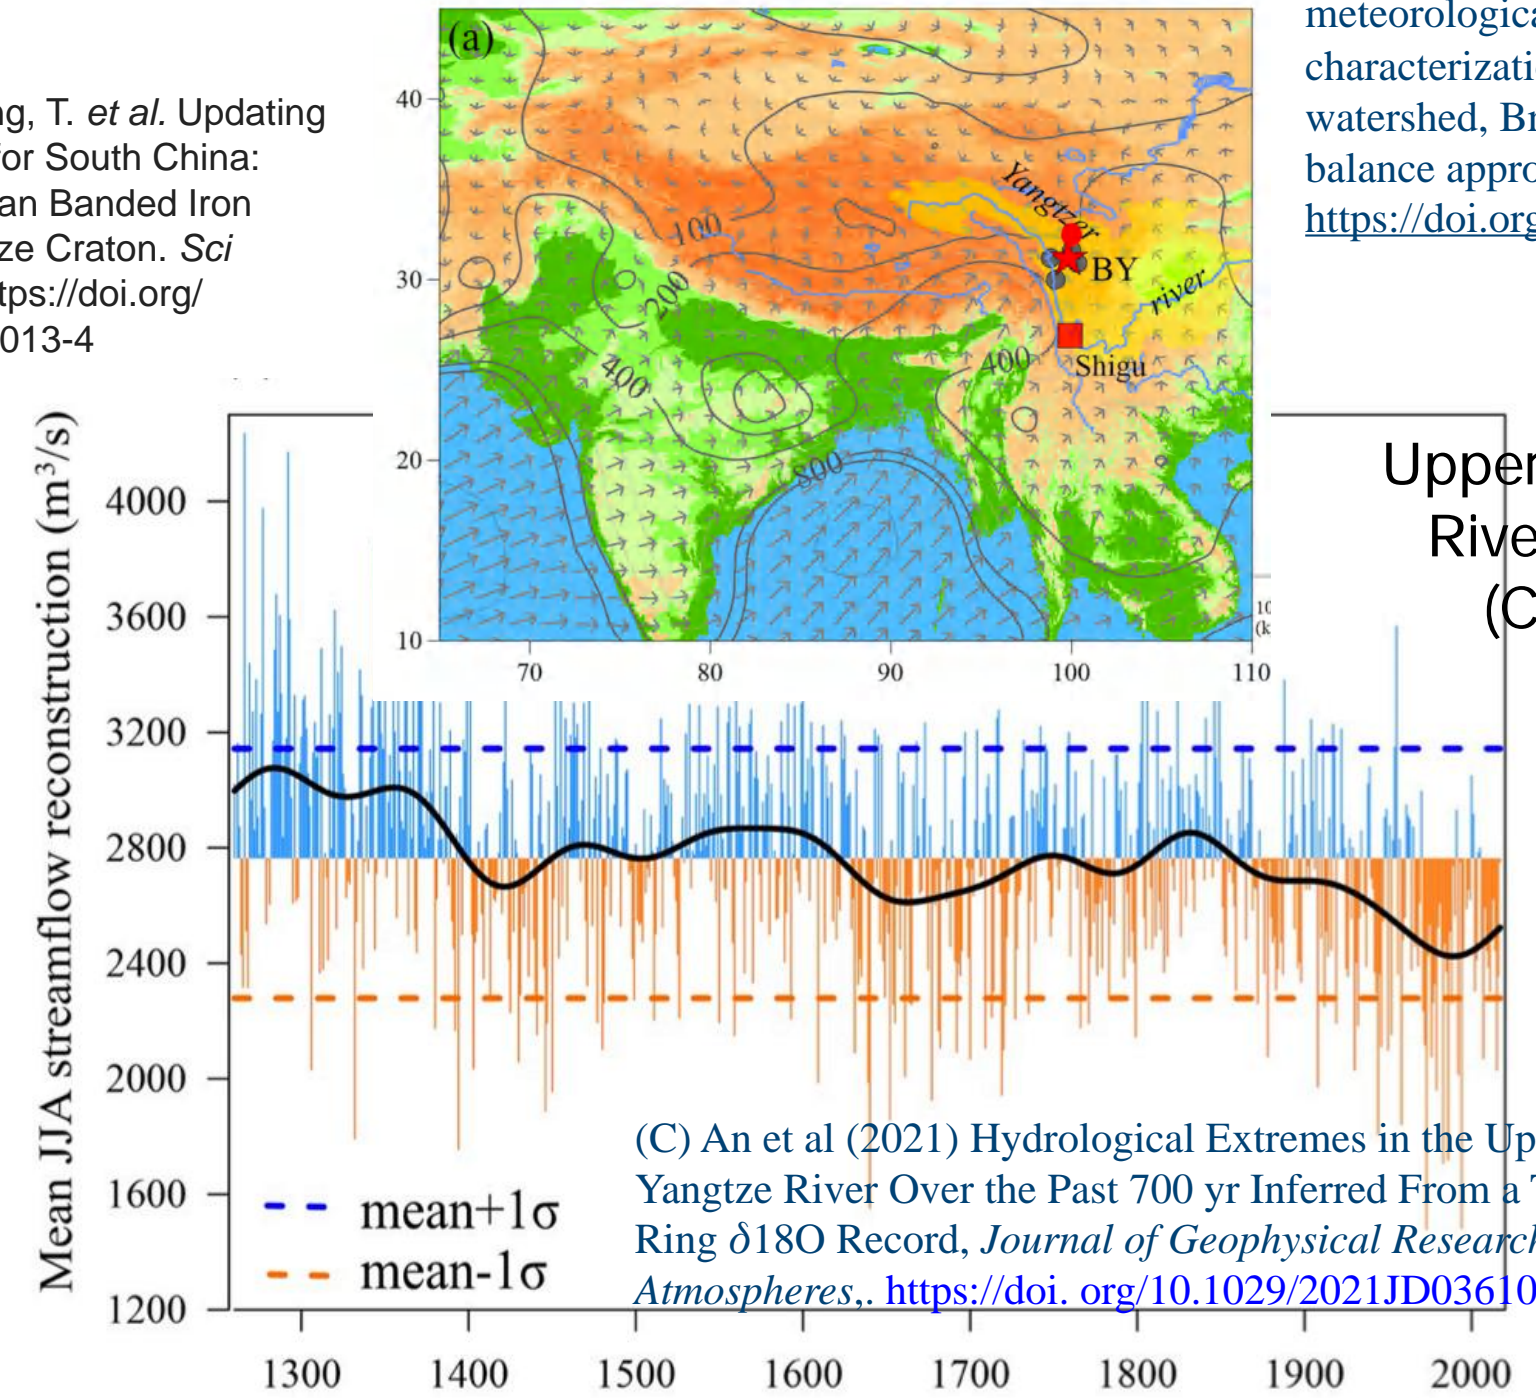 ng, T. et al. Updating
for South China:
an Banded Iron
ze Craton. Sci
tps://doi.org/
013-4
(a)
40
30
20
10
70 80 90 100 110
100
200
400
400
800
Yangtze
BY
river
Shigu
10
(k
meteorologica
characterizati
watershed, Br
balance appro
https://doi.org
Upper
Rive
(C
Mean JJA streamflow reconstruction (m³/s)
4000
3600
3200
2800
2400
2000
1600
1200
mean+1σ
mean-1σ
(C) An et al (2021) Hydrological Extremes in the Up
Yangtze River Over the Past 700 yr Inferred From a T
Ring δ18O Record, Journal of Geophysical Research
Atmospheres,. https://doi. org/10.1029/2021JD03610
1300 1400 1500 1600 1700 1800 1900 2000